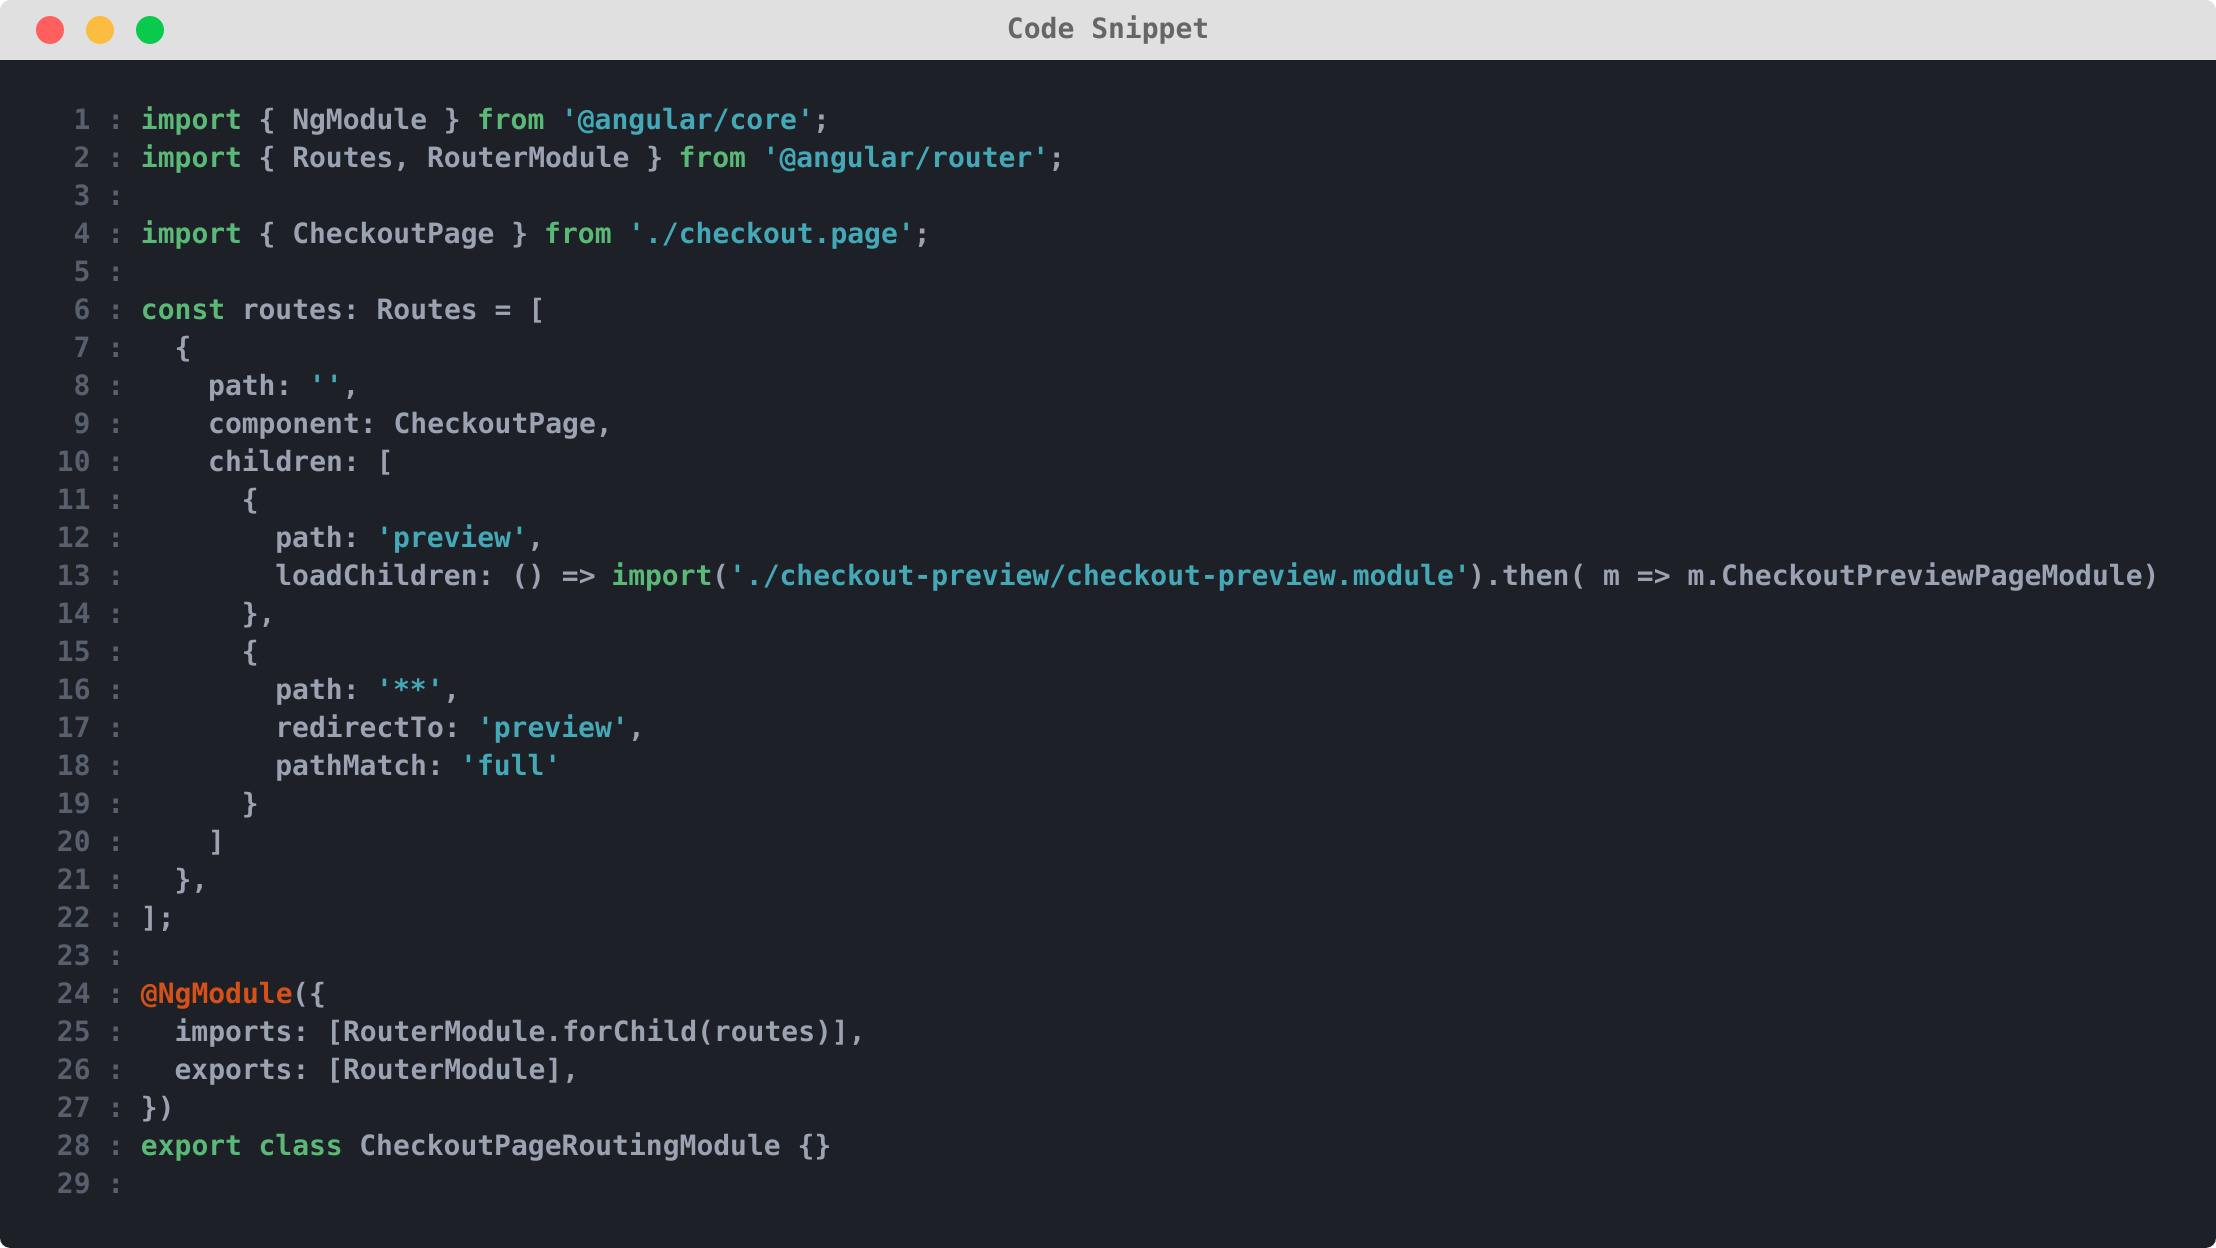 Code Snippet
1 : import { NgModule } from '@angular/core';
2 : import { Routes, RouterModule } from '@angular/router';
3 :
4 : import { CheckoutPage } from './checkout.page';
5 :
6 : const routes: Routes = [
7 :   {
8 :     path: '',
9 :     component: CheckoutPage,
10 :     children: [
11 :       {
12 :         path: 'preview',
13 :         loadChildren: () => import('./checkout-preview/checkout-preview.module').then( m => m.CheckoutPreviewPageModule)
14 :       },
15 :       {
16 :         path: '**',
17 :         redirectTo: 'preview',
18 :         pathMatch: 'full'
19 :       }
20 :     ]
21 :   },
22 : ];
23 :
24 : @NgModule({
25 :   imports: [RouterModule.forChild(routes)],
26 :   exports: [RouterModule],
27 : })
28 : export class CheckoutPageRoutingModule {}
29 :